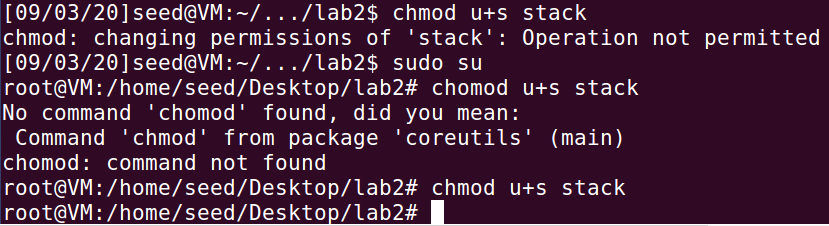 [09/03/20]seed@VM:~/.../lab2$ chmod u+s stack
chmod: changing permissions of 'stack': Operation not permitted
[09/03/20]seed@VM:~/.../lab2$ sudo su
root@VM:/home/seed/Desktop/lab2# chomod u+s stack
No command 'chomod' found, did you mean:
 Command 'chmod' from package 'coreutils' (main)
chomod: command not found
root@VM:/home/seed/Desktop/lab2# chmod u+s stack
root@VM:/home/seed/Desktop/lab2#